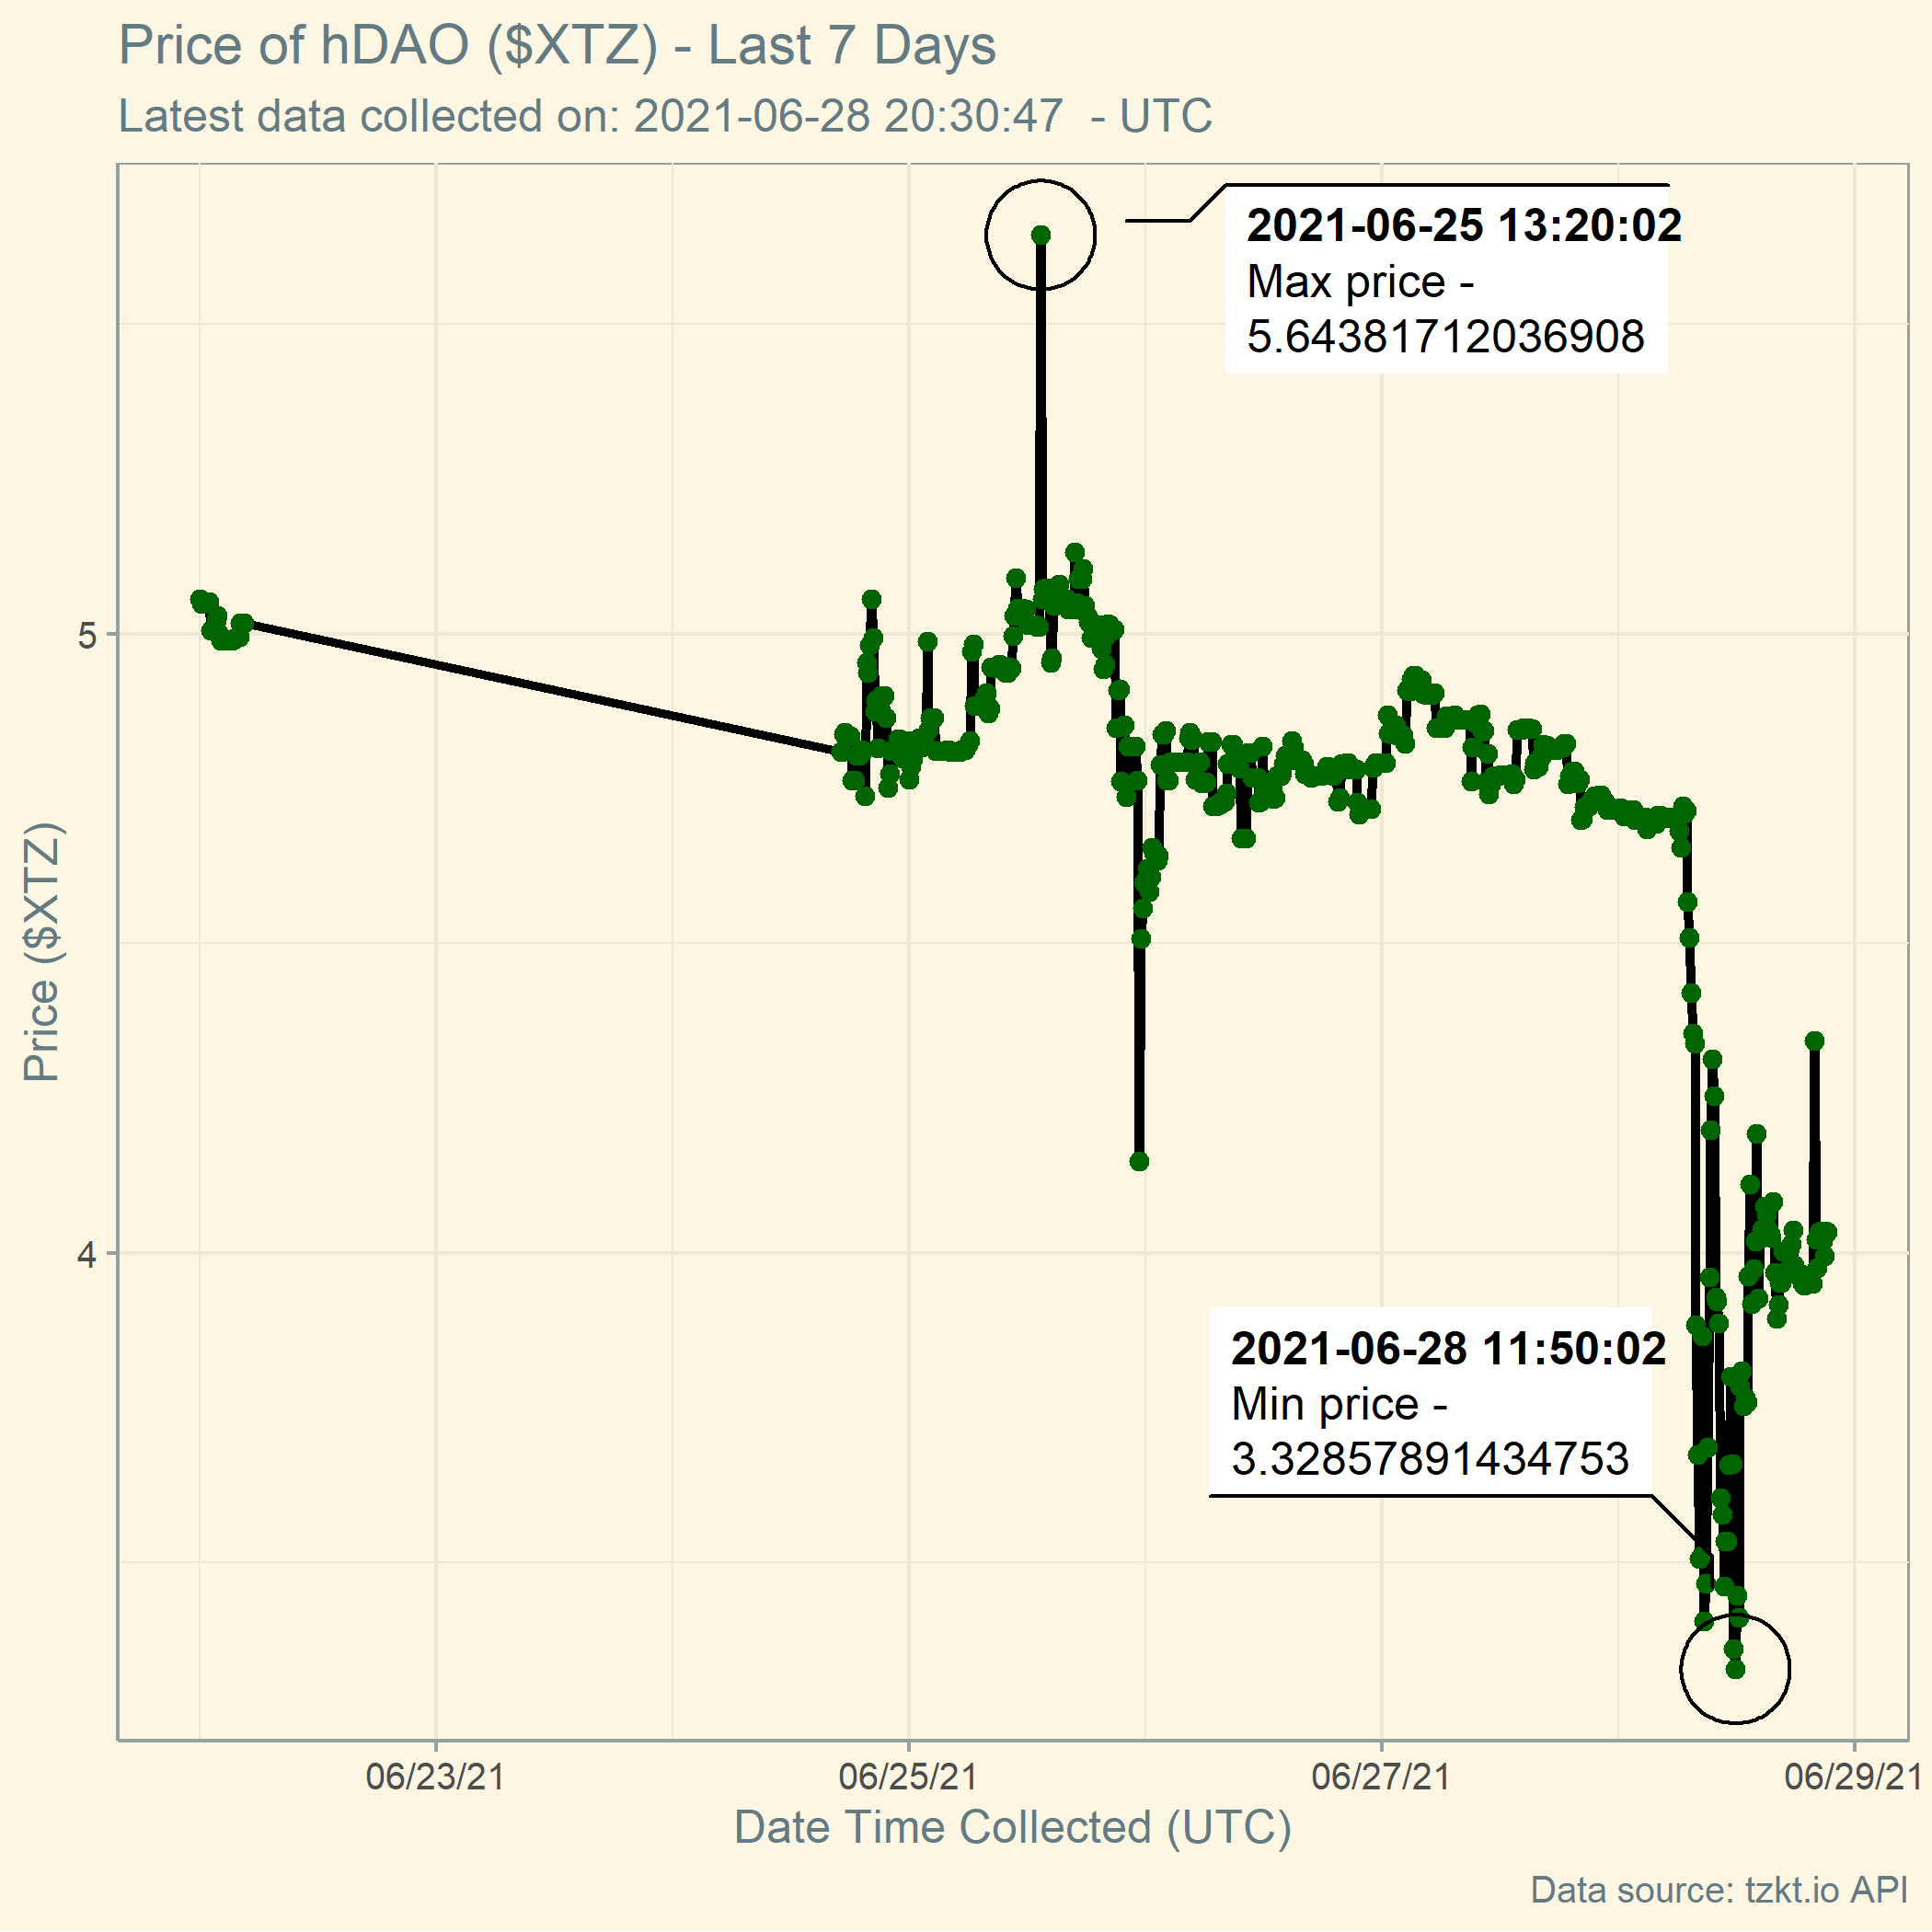 Price of hDAO ($XTZ) - Last 7 Days
Latest data collected on: 2021-06-28 20:30:47  - UTC
2021-06-25 13:20:02
Max price -
5.64381712036908
5
Price ($XTZ)
4
2021-06-28 11:50:02
Min price -
3.32857891434753
06/23/21 06/25/21 06/27/21 06/29/21
Date Time Collected (UTC)
Data source: tzkt.io API